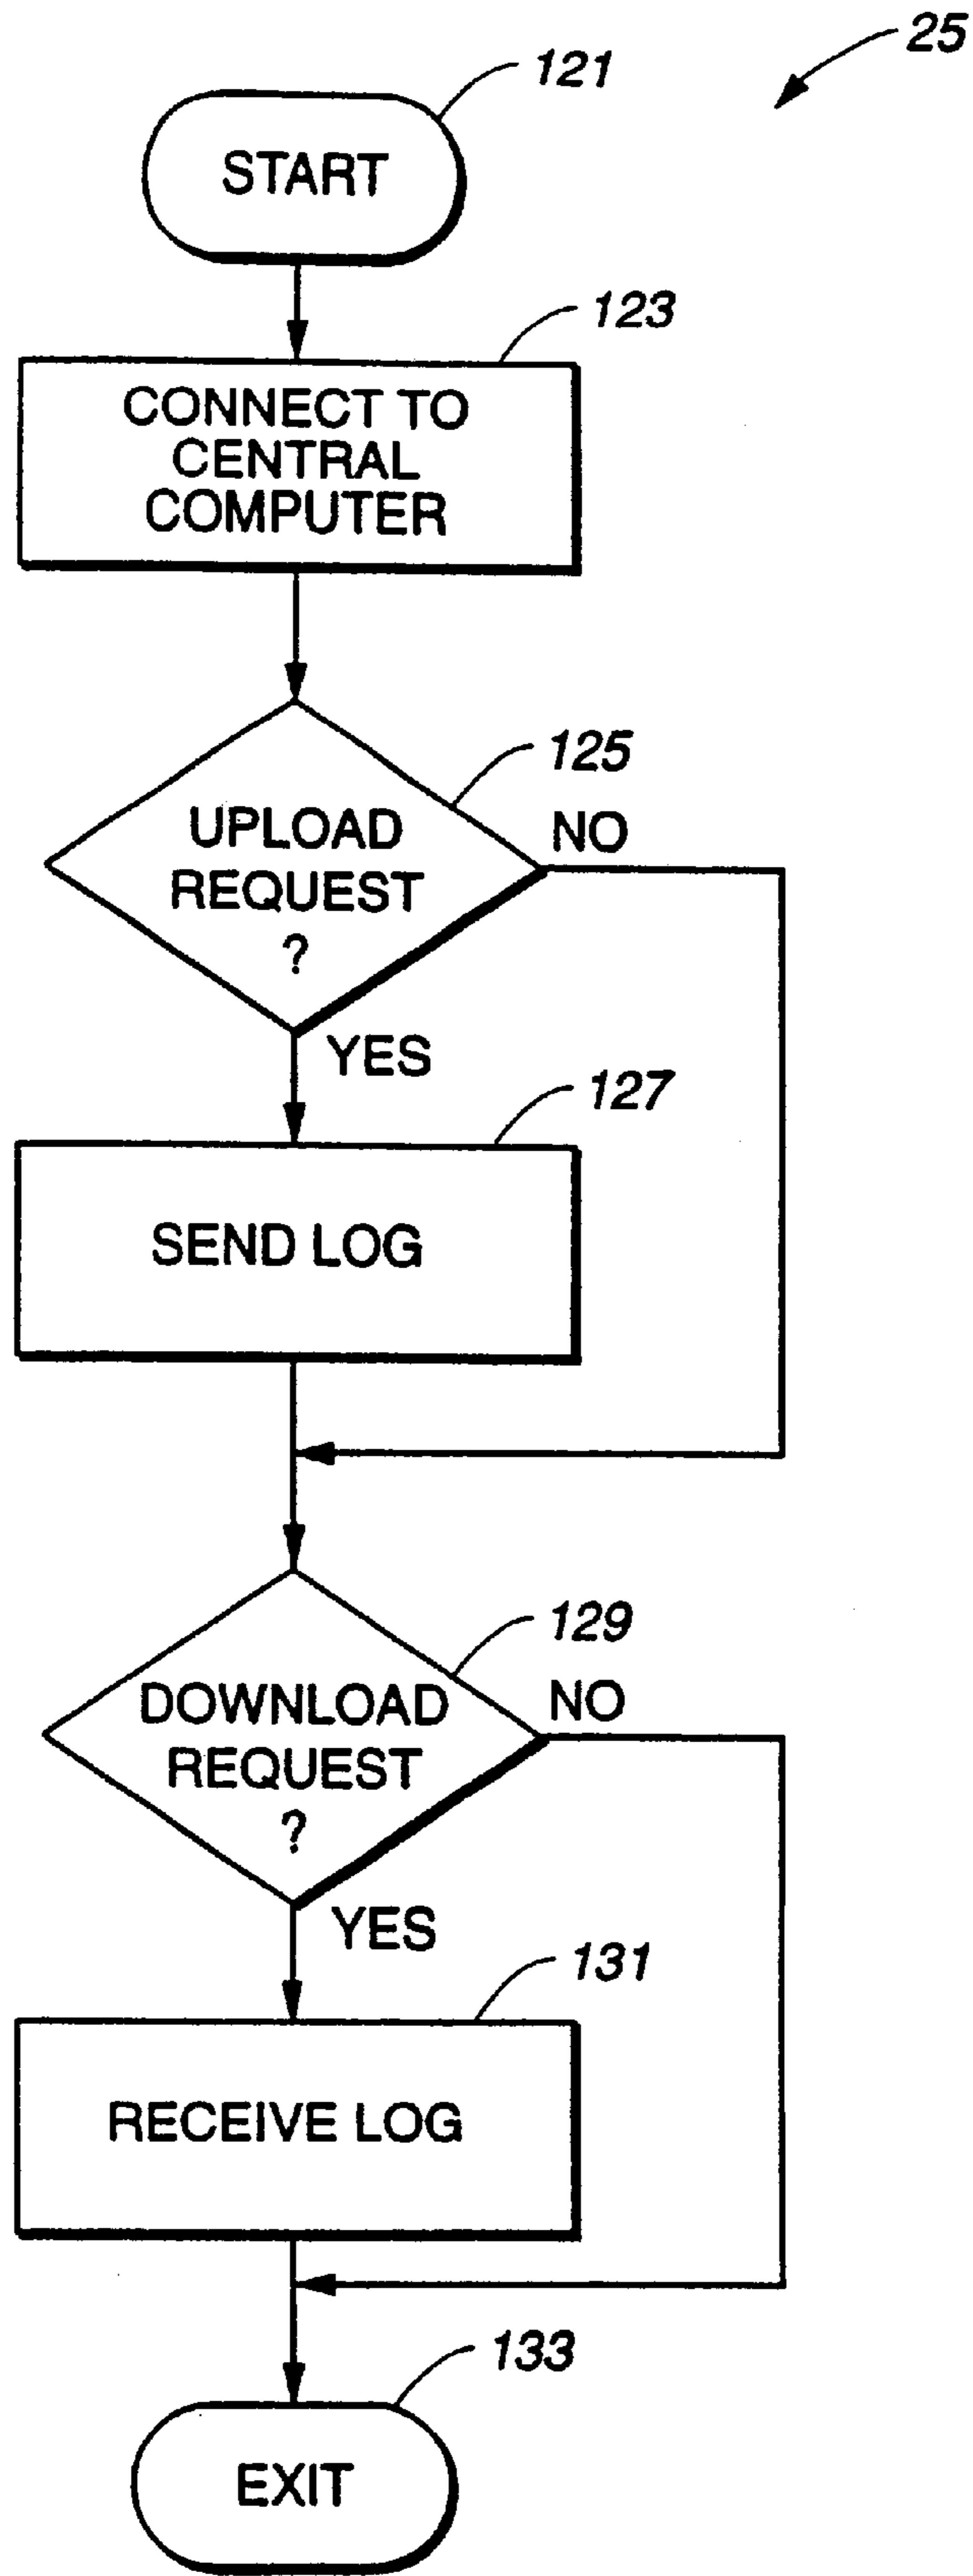 25
121
START
123
CONNECT TO
CENTRAL
COMPUTER
125
UPLOAD
REQUEST
?
NO
YES
127
SEND LOG
129
DOWNLOAD
REQUEST
?
NO
YES
131
RECEIVE LOG
133
EXIT